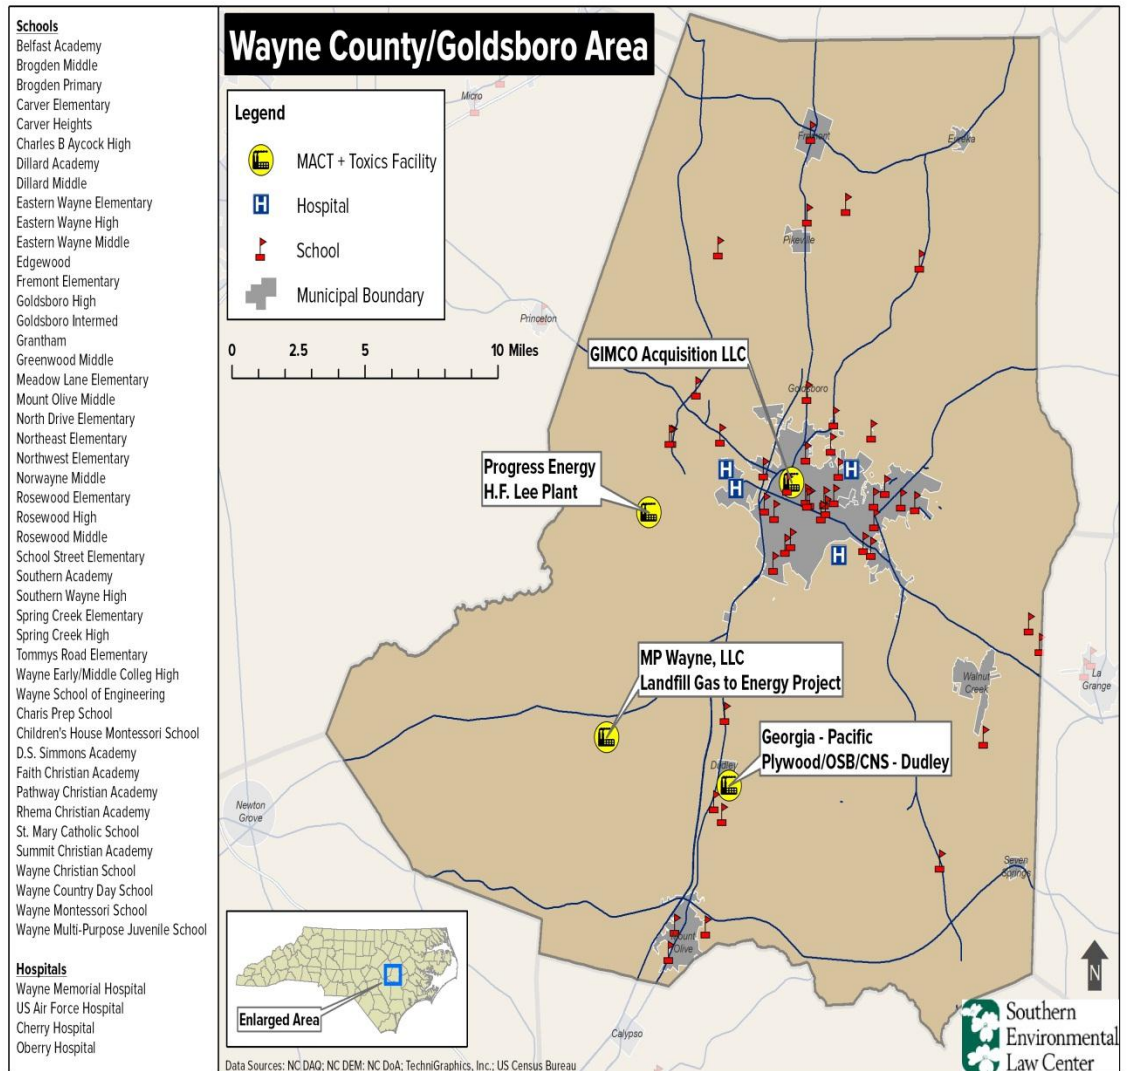 Schools
Belfast Academy
Brogden Middle
Brogden Primary
Carver Elementary
Carver Heights
Charles B Aycock High
Dillard Academy
Dillard Middle
Eastern Wayne Elementary
Eastern Wayne High
Eastern Wayne Middle
Edgewood
Fremont Elementary
Goldsboro High
Goldsboro Intermed
Grantham
Greenwood Middle
Meadow Lane Elementary
Mount Olive Middle
North Drive Elementary
Northeast Elementary
Northwest Elementary
Norwayne Middle
Rosewood Elementary
Rosewood High
Rosewood Middle
School Street Elementary
Southern Academy
Southern Wayne High
Spring Creek Elementary
Spring Creek High
Tommys Road Elementary
Wayne Early/Middle Colleg High
Wayne School of Engineering
Charis Prep School
Children's House Montessori School
D.S. Simmons Academy
Faith Christian Academy
Pathway Christian Academy
Rhema Christian Academy
St. Mary Catholic School
Summit Christian Academy
Wayne Christian School
Wayne Country Day School
Wayne Montessori School
Wayne Multi-Purpose Juvenile School
Hospitals
Wayne Memorial Hospital
US Air Force Hospital
Cherry Hospital
Oberry Hospital
Wayne County/Goldsboro Area
Legend
MACT + Toxics Facility
H Hospital
School
Municipal Boundary
0 2.5 5 10 Miles
Micro
Fremont
Eureka
Pikeville
Princeton
GIMCO Acquisition LLC
Goldsboro
Progress Energy
H.F. Lee Plant
H
H
H
H
MP Wayne, LLC
Landfill Gas to Energy Project
Walnut
Creek
La
Grange
Georgia - Pacific
Plywood/OSB/CNS - Dudley
Dudley
Newton
Grove
Seven
Springs
Mount
Olive
Calypso
Enlarged Area
N
Southern
Environmental
Law Center
Data Sources: NC DAQ; NC DEM; NC DoA; TechniGraphics, Inc.; US Census Bureau